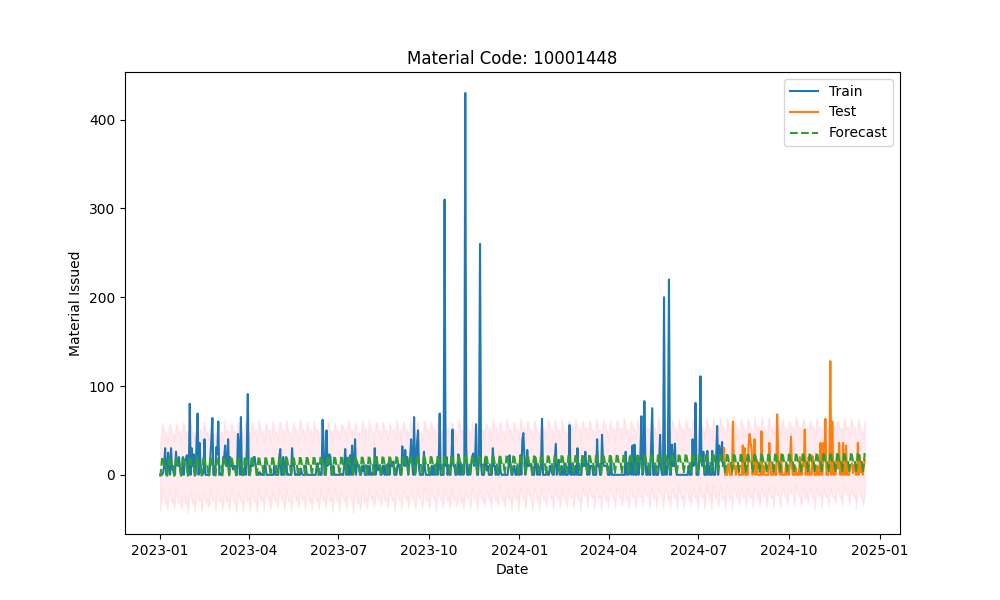 Material Code: 10001448
Train
Test
Forecast
Material Issued
400
300
200
100
0
2023-01 2023-04 2023-07 2023-10 2024-01 2024-04 2024-07 2024-10 2025-01
Date